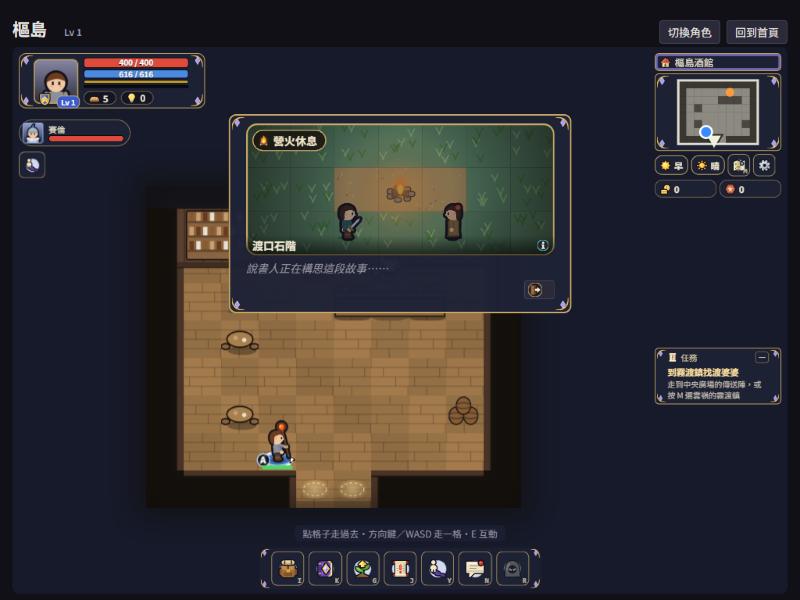 樞島 Lv 1
切換角色 回到首頁
400 / 400
616 / 616
Lv 1
5 0
賽倫
樞島酒館
早 晴
0 0
營火休息
渡口石階
說書人正在構思這段故事⋯⋯
任務
到霧渡鎮找渡婆婆
走到中央廣場的傳送陣，或
按 M 選雲嶺的霧渡鎮
A
點格子走過去・方向鍵／WASD 走一格・E 互動
I K G J Y N R